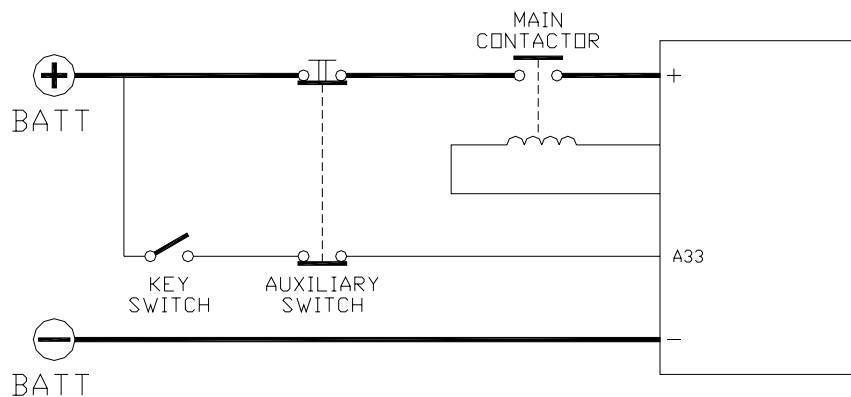 MAIN
CONTACTOR
+
BATT
+
A33
KEY
SWITCH
AUXILIARY
SWITCH
−
BATT
−